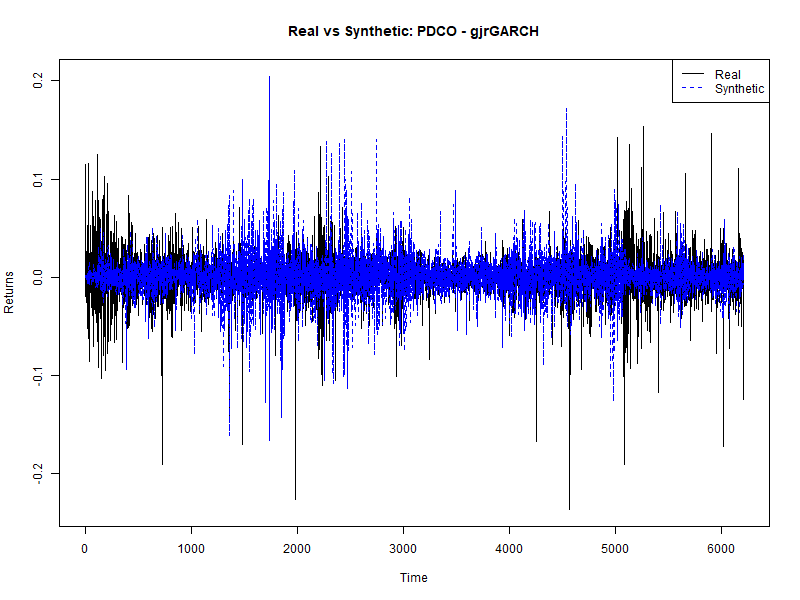 Real vs Synthetic: PDCO - gjrGARCH
Real
Synthetic
0.2
0.1
0.0
-0.1
-0.2
Returns
0 1000 2000 3000 4000 5000 6000
Time